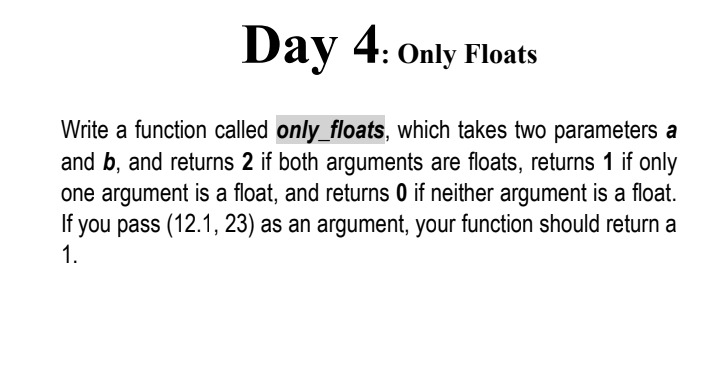 Day 4: Only Floats
Write a function called only_floats, which takes two parameters a
and b, and returns 2 if both arguments are floats, returns 1 if only
one argument is a float, and returns 0 if neither argument is a float.
If you pass (12.1, 23) as an argument, your function should return a
1.